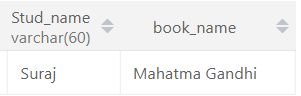 Stud_name
varchar(60)
book_name
Suraj
Mahatma Gandhi